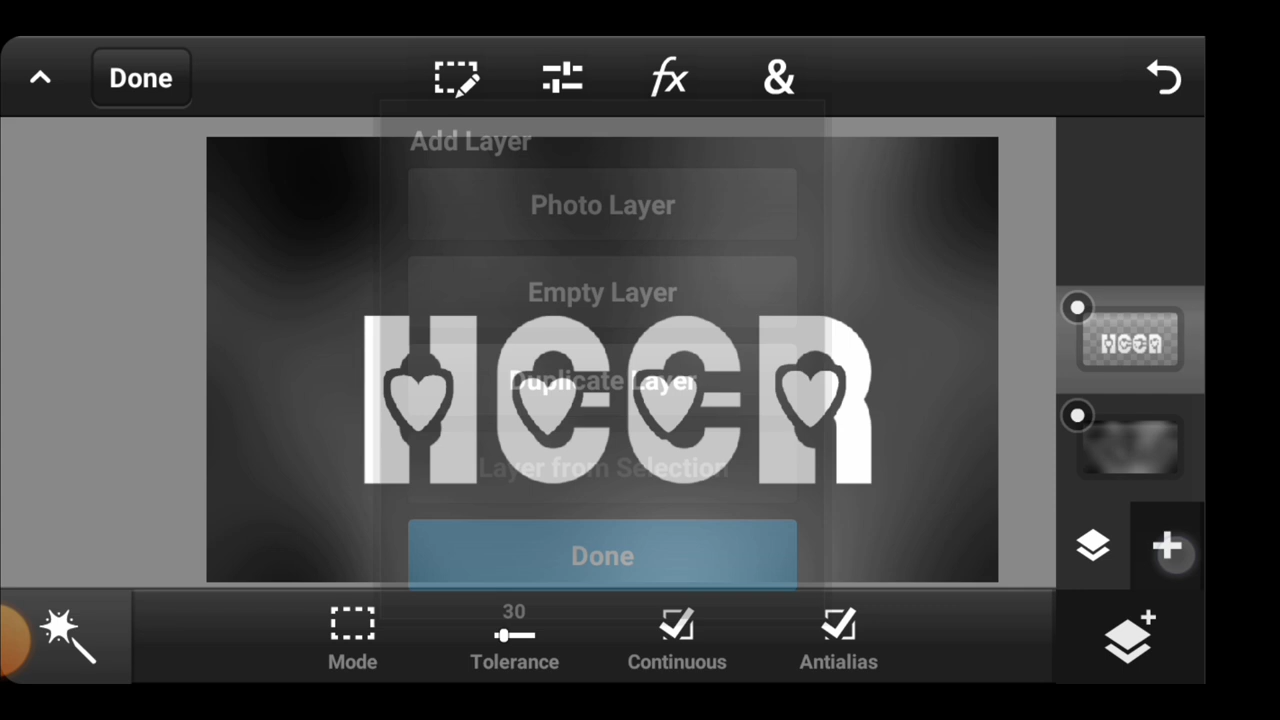 Done
fx
&
Add Layer
Photo Layer
Empty Layer
HEER
Duplicate Layer
Layer from Selection
Done
30
Mode
Tolerance
Continuous
Antialias